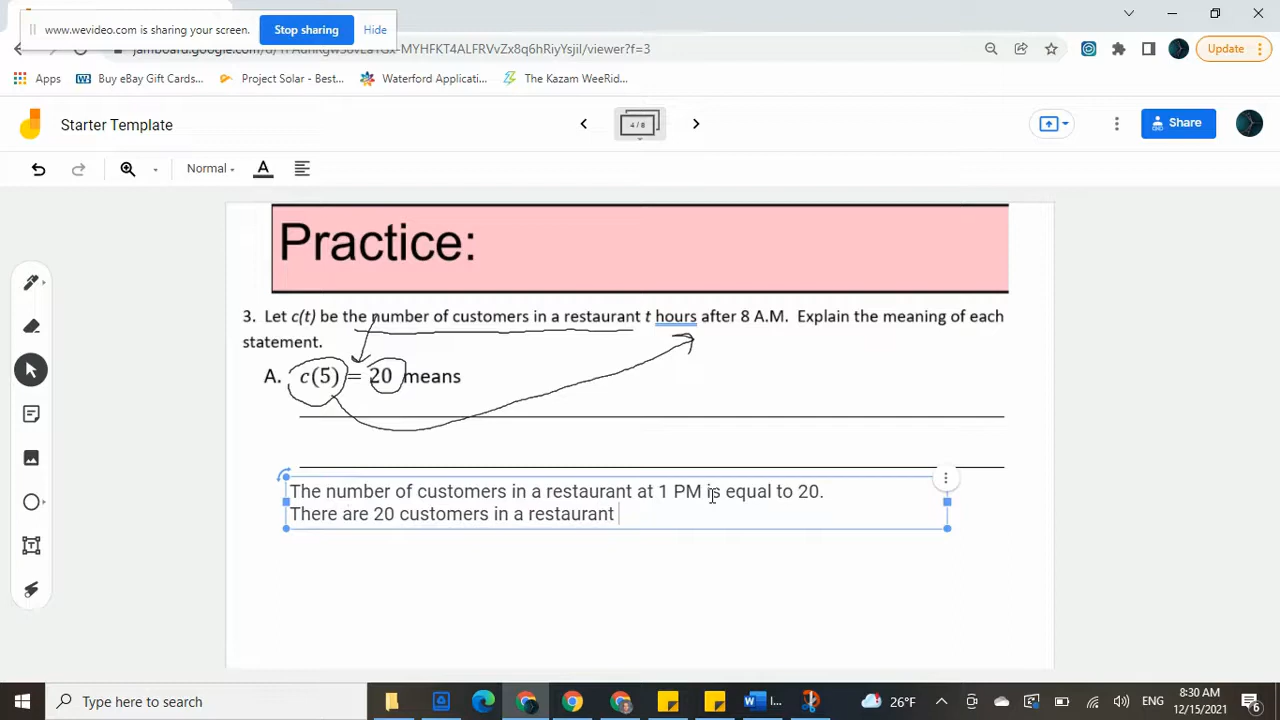 www.wevideo.com is sharing your screen. Stop sharing Hide
Update
Apps Buy eBay Gift Cards... Project Solar - Best... Waterford Applicati... The Kazam WeeRid...
Starter Template
4 / 8
Share
Normal
Practice:
3. Let c(t) be the number of customers in a restaurant t hours after 8 A.M. Explain the meaning of each
statement.
A. c(5) = 20 means
The number of customers in a restaurant at 1 PM is equal to 20.
There are 20 customers in a restaurant
Type here to search
I...
26°F
ENG
8:30 AM
12/15/2021
6